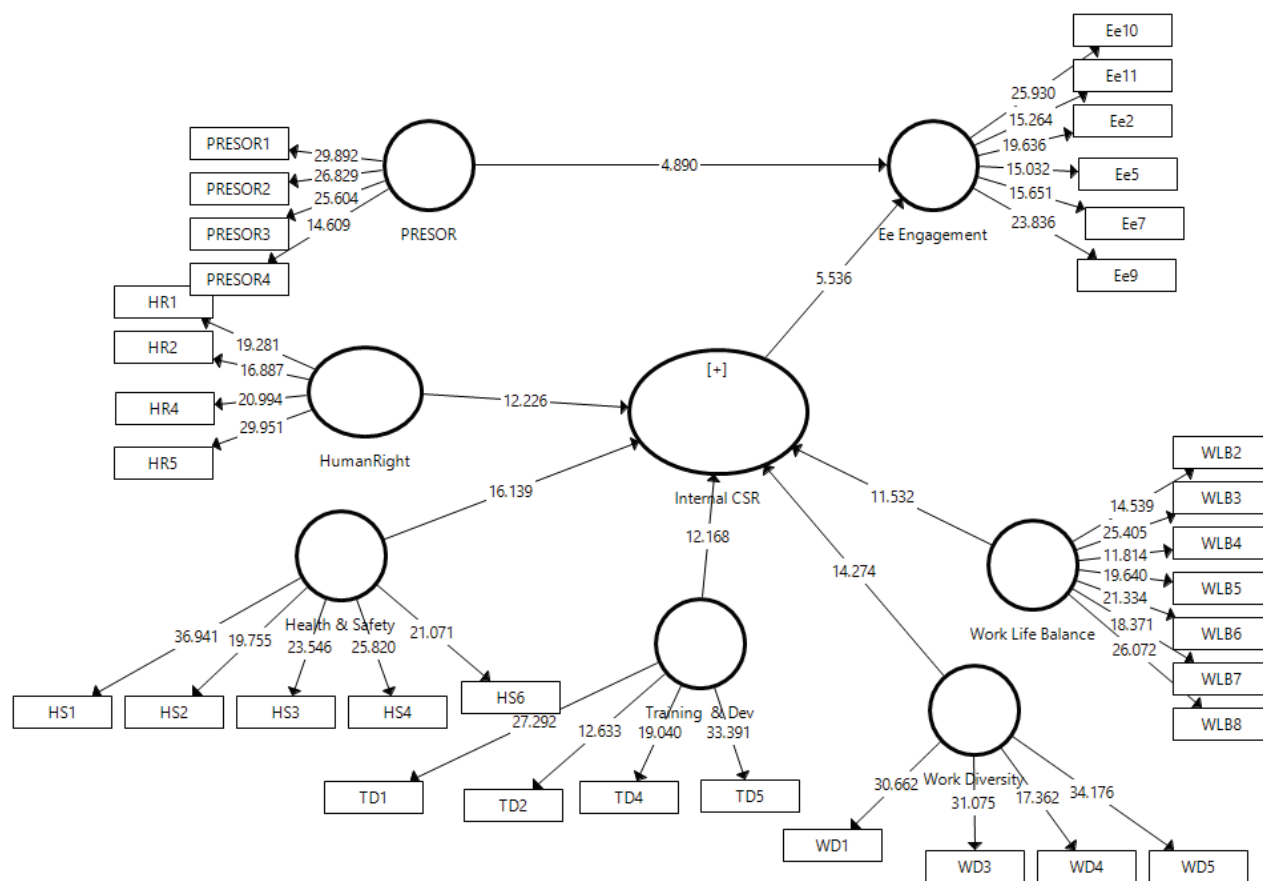 Ee10
Ee11
25.930
15.264
Ee2
19.636
PRESOR1
29.892
4.890
15.032
Ee5
PRESOR2
26.829
15.651
25.604
23.836
Ee7
PRESOR3
14.609
PRESOR
Ee Engagement
PRESOR4
Ee9
5.536
HR1
19.281
HR2
16.887
[+]
HR4
20.994
12.226
29.951
HR5
HumanRight
WLB2
16.139
Internal CSR
11.532
14.539
WLB3
25.405
12.168
11.814
WLB4
14.274
19.640
WLB5
21.334
18.371
Health & Safety
21.071
Work Life Balance
WLB6
36.941
19.755
23.546
25.820
26.072
WLB7
HS6
HS1
HS2
HS3
HS4
27.292
Training & Dev
WLB8
12.633
19.040
33.391
Work Diversity
30.662
31.075
17.362
34.176
TD1
TD2
TD4
TD5
WD1
WD3
WD4
WD5